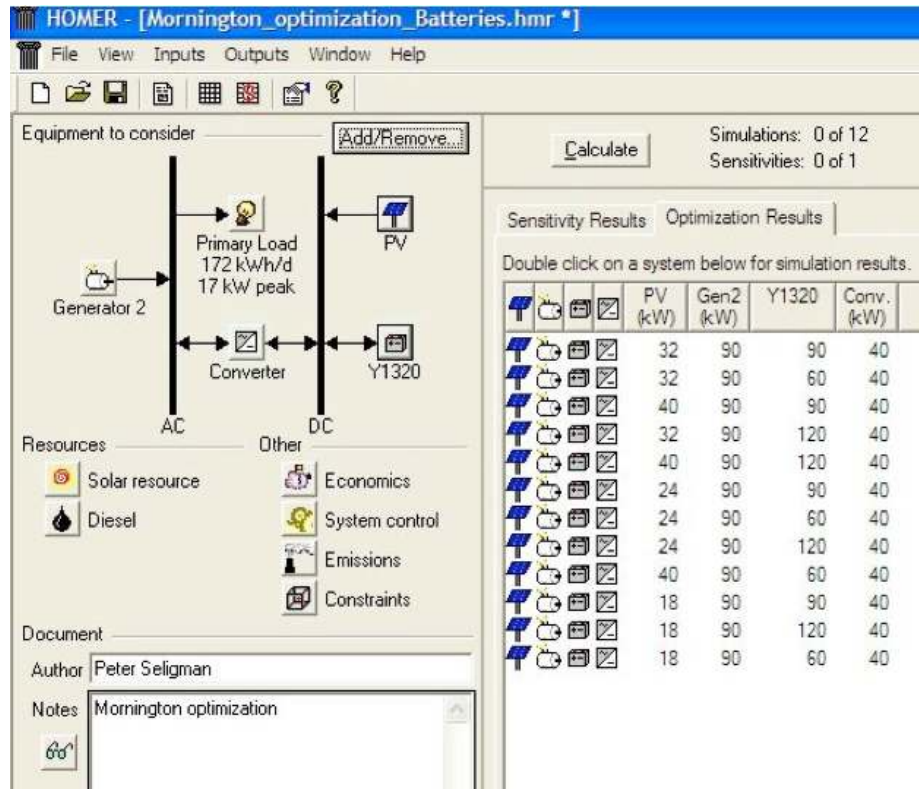 HOMER - [Mornington_optimization_Batteries.hmr *]
File View Inputs Outputs Window Help
Equipment to consider
Add/Remove...
Primary Load
172 kWh/d
17 kW peak
PV
Generator 2
Converter
Y1320
AC DC
Resources Other
Solar resource
Economics
Diesel
System control
Emissions
Constraints
Document
Author Peter Seligman
Notes Mornington optimization
Calculate
Simulations: 0 of 12
Sensitivities: 0 of 1
Sensitivity Results Optimization Results
Double click on a system below for simulation results.
PV (kW) Gen2 (kW) Y1320 Conv. (kW)
32 90 90 40
32 90 60 40
40 90 90 40
32 90 120 40
40 90 120 40
24 90 90 40
24 90 60 40
24 90 120 40
40 90 60 40
18 90 90 40
18 90 120 40
18 90 60 40